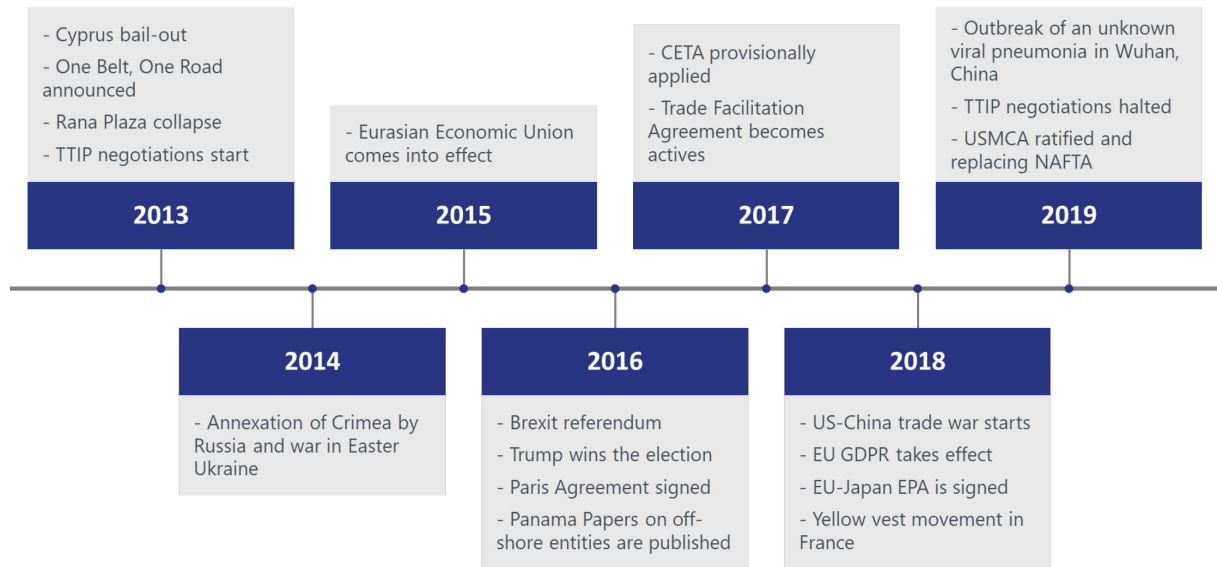 - Cyprus bail-out
- One Belt, One Road
announced
- Rana Plaza collapse
- TTIP negotiations start
2013
- Annexation of Crimea by
Russia and war in Easter
Ukraine
2014
- Eurasian Economic Union
comes into effect
2015
2016
- Brexit referendum
- Trump wins the election
- Paris Agreement signed
- Panama Papers on off-
shore entities are published
- CETA provisionally
applied
- Trade Facilitation
Agreement becomes
actives
2017
2018
- US-China trade war starts
- EU GDPR takes effect
- EU-Japan EPA is signed
- Yellow vest movement in
France
- Outbreak of an unknown
viral pneumonia in Wuhan,
China
- TTIP negotiations halted
- USMCA ratified and
replacing NAFTA
2019